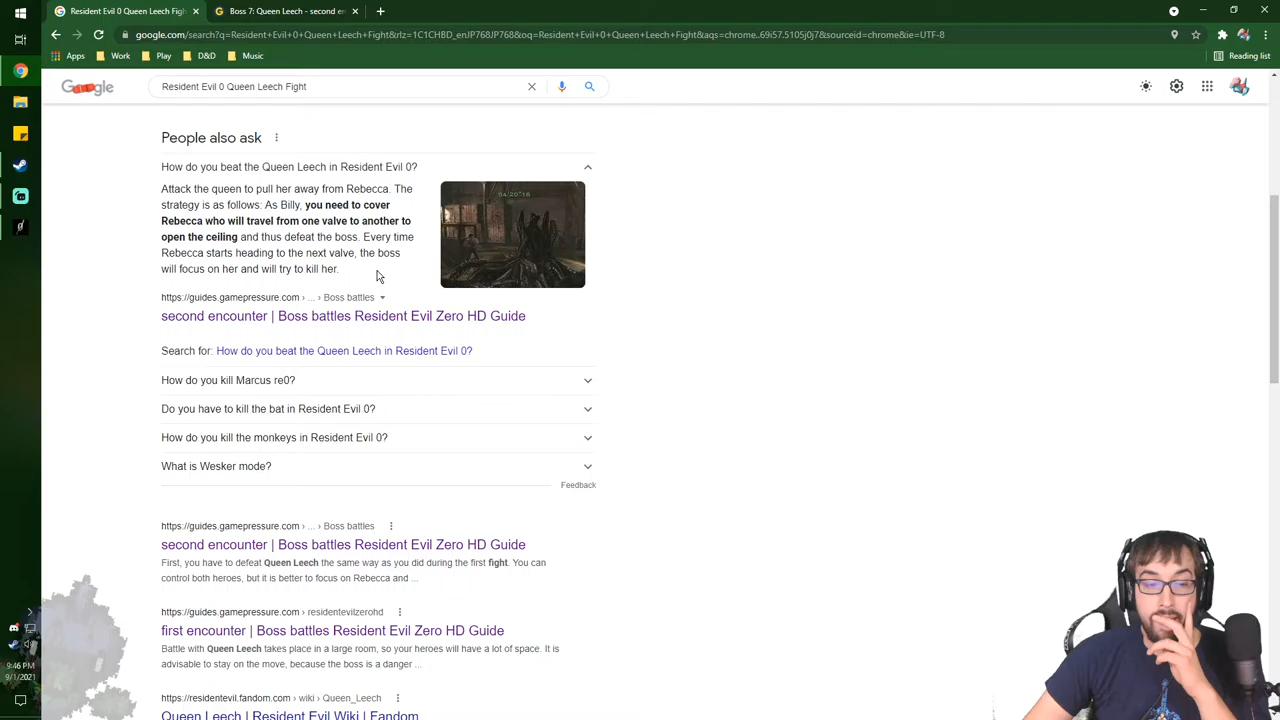 Resident Evil 0 Queen Leech Figh
Boss 7: Queen Leech - second en
google.com/search?q=Resident+Evil+0+Queen+Leech+Fight&rlz=1C1CHBD_enJP768JP768&oq=Resident+Evil+0+Queen+Leech+Fight&aqs=chrome..69i57.5105j0j7&sourceid=chrome&ie=UTF-8
Apps Work Play D&D Music Reading list
Google
Resident Evil 0 Queen Leech Fight
People also ask
How do you beat the Queen Leech in Resident Evil 0?
Attack the queen to pull her away from Rebecca. The
strategy is as follows: As Billy, you need to cover
Rebecca who will travel from one valve to another to
open the ceiling and thus defeat the boss. Every time
Rebecca starts heading to the next valve, the boss
will focus on her and will try to kill her.
https://guides.gamepressure.com › ... › Boss battles
second encounter | Boss battles Resident Evil Zero HD Guide
Search for: How do you beat the Queen Leech in Resident Evil 0?
How do you kill Marcus re0?
Do you have to kill the bat in Resident Evil 0?
How do you kill the monkeys in Resident Evil 0?
What is Wesker mode?
Feedback
https://guides.gamepressure.com › ... › Boss battles
second encounter | Boss battles Resident Evil Zero HD Guide
First, you have to defeat Queen Leech the same way as you did during the first fight. You can
control both heroes, but it is better to focus on Rebecca and ...
https://guides.gamepressure.com › residentevilzerohd
first encounter | Boss battles Resident Evil Zero HD Guide
Battle with Queen Leech takes place in a large room, so your heroes will have a lot of space. It is
advisable to stay on the move, because the boss is a danger ...
https://residentevil.fandom.com › wiki › Queen_Leech
Queen Leech | Resident Evil Wiki | Fandom
9:46 PM
9/1/2021